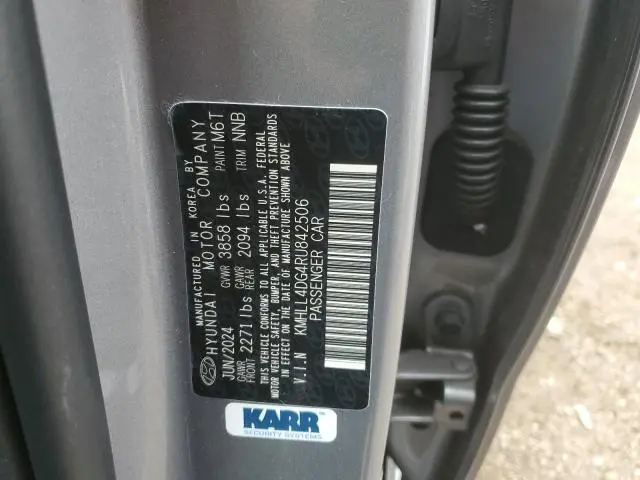 MANUFACTURED IN KOREA BY
HYUNDAI MOTOR COMPANY
JUN/2024 GVWR 3858 lbs PAINT M6T
GAWR FRONT 2271 lbs GAWR REAR 2094 lbs TRIM NNB
THIS VEHICLE CONFORMS TO ALL APPLICABLE U.S.A. FEDERAL
MOTOR VEHICLE SAFETY, BUMPER, AND THEFT PREVENTION STANDARDS
IN EFFECT ON THE DATE OF MANUFACTURE SHOWN ABOVE
V.I.N KMHLL4DG4RU842506
PASSENGER CAR
KARR
SECURITY SYSTEMS